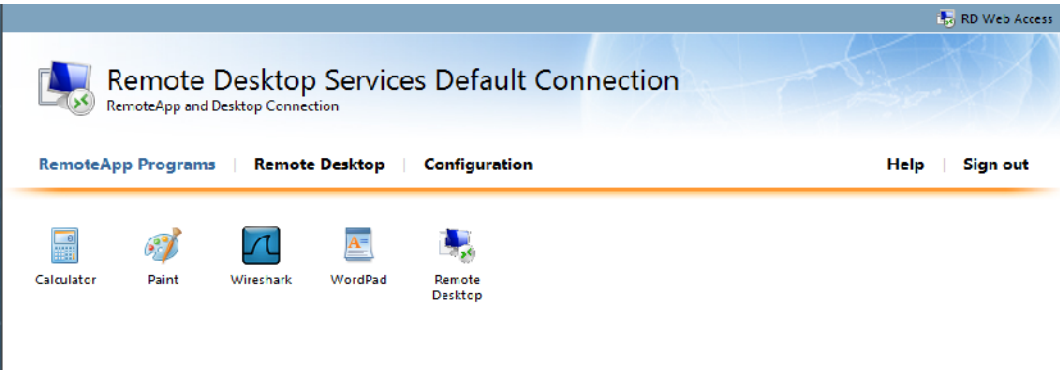 RD Web Access
Remote Desktop Services Default Connection
RemoteApp and Desktop Connection
RemoteApp Programs | Remote Desktop | Configuration
Help | Sign out
Calculator
Paint
Wireshark
WordPad
Remote
Desktop